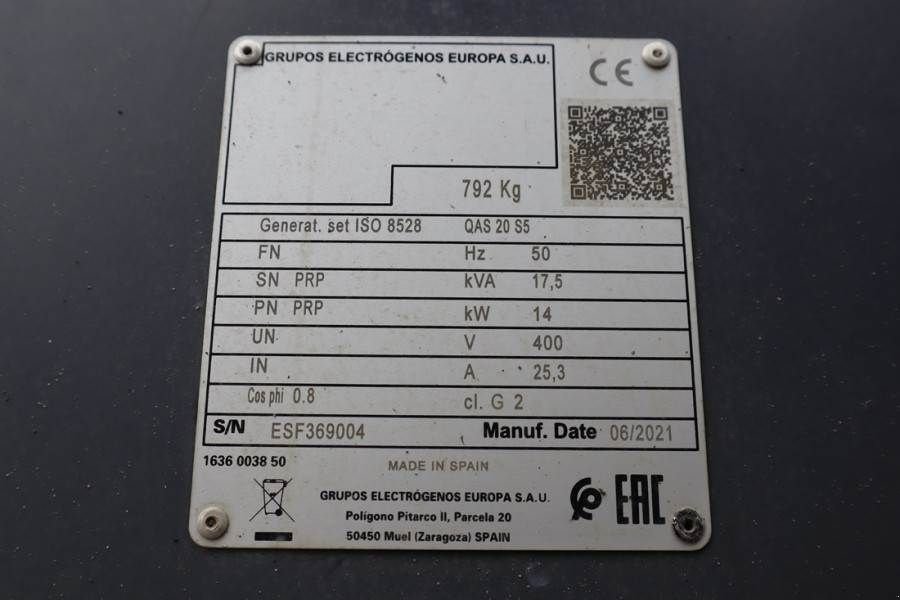 GRUPOS ELECTRÓGENOS EUROPA S.A.U.
CE
792 Kg
Generat. set ISO 8528 QAS 20 S5
FN Hz 50
SN PRP kVA 17,5
PN PRP kW 14
UN V 400
IN A 25,3
Cos phi 0.8 cl. G 2
S/N ESF369004 Manuf. Date 06/2021
1636 0038 50
MADE IN SPAIN
GRUPOS ELECTRÓGENOS EUROPA S.A.U.
Polígono Pitarco II, Parcela 20
50450 Muel (Zaragoza) SPAIN
EAC